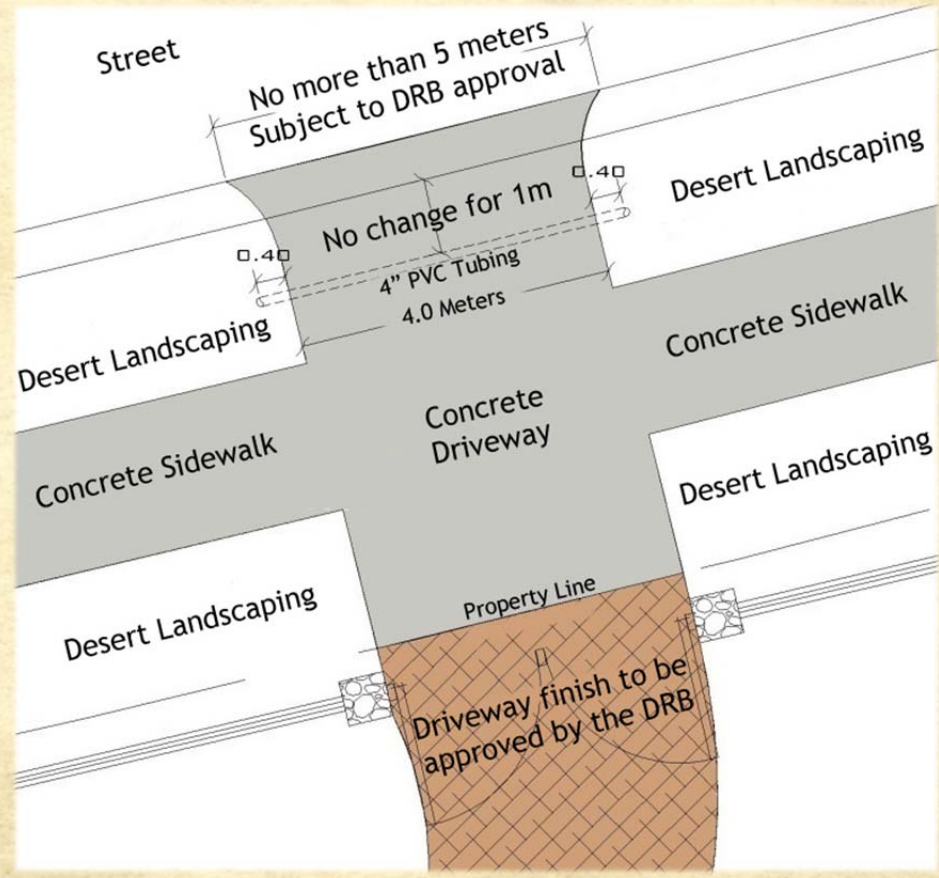 Street
No more than 5 meters
Subject to DRB approval
Desert Landscaping
0.40
No change for 1m
0.40
4” PVC Tubing
4.0 Meters
Desert Landscaping
Concrete Sidewalk
Concrete
Driveway
Concrete Sidewalk
Desert Landscaping
Property Line
Desert Landscaping
Driveway finish to be
approved by the DRB